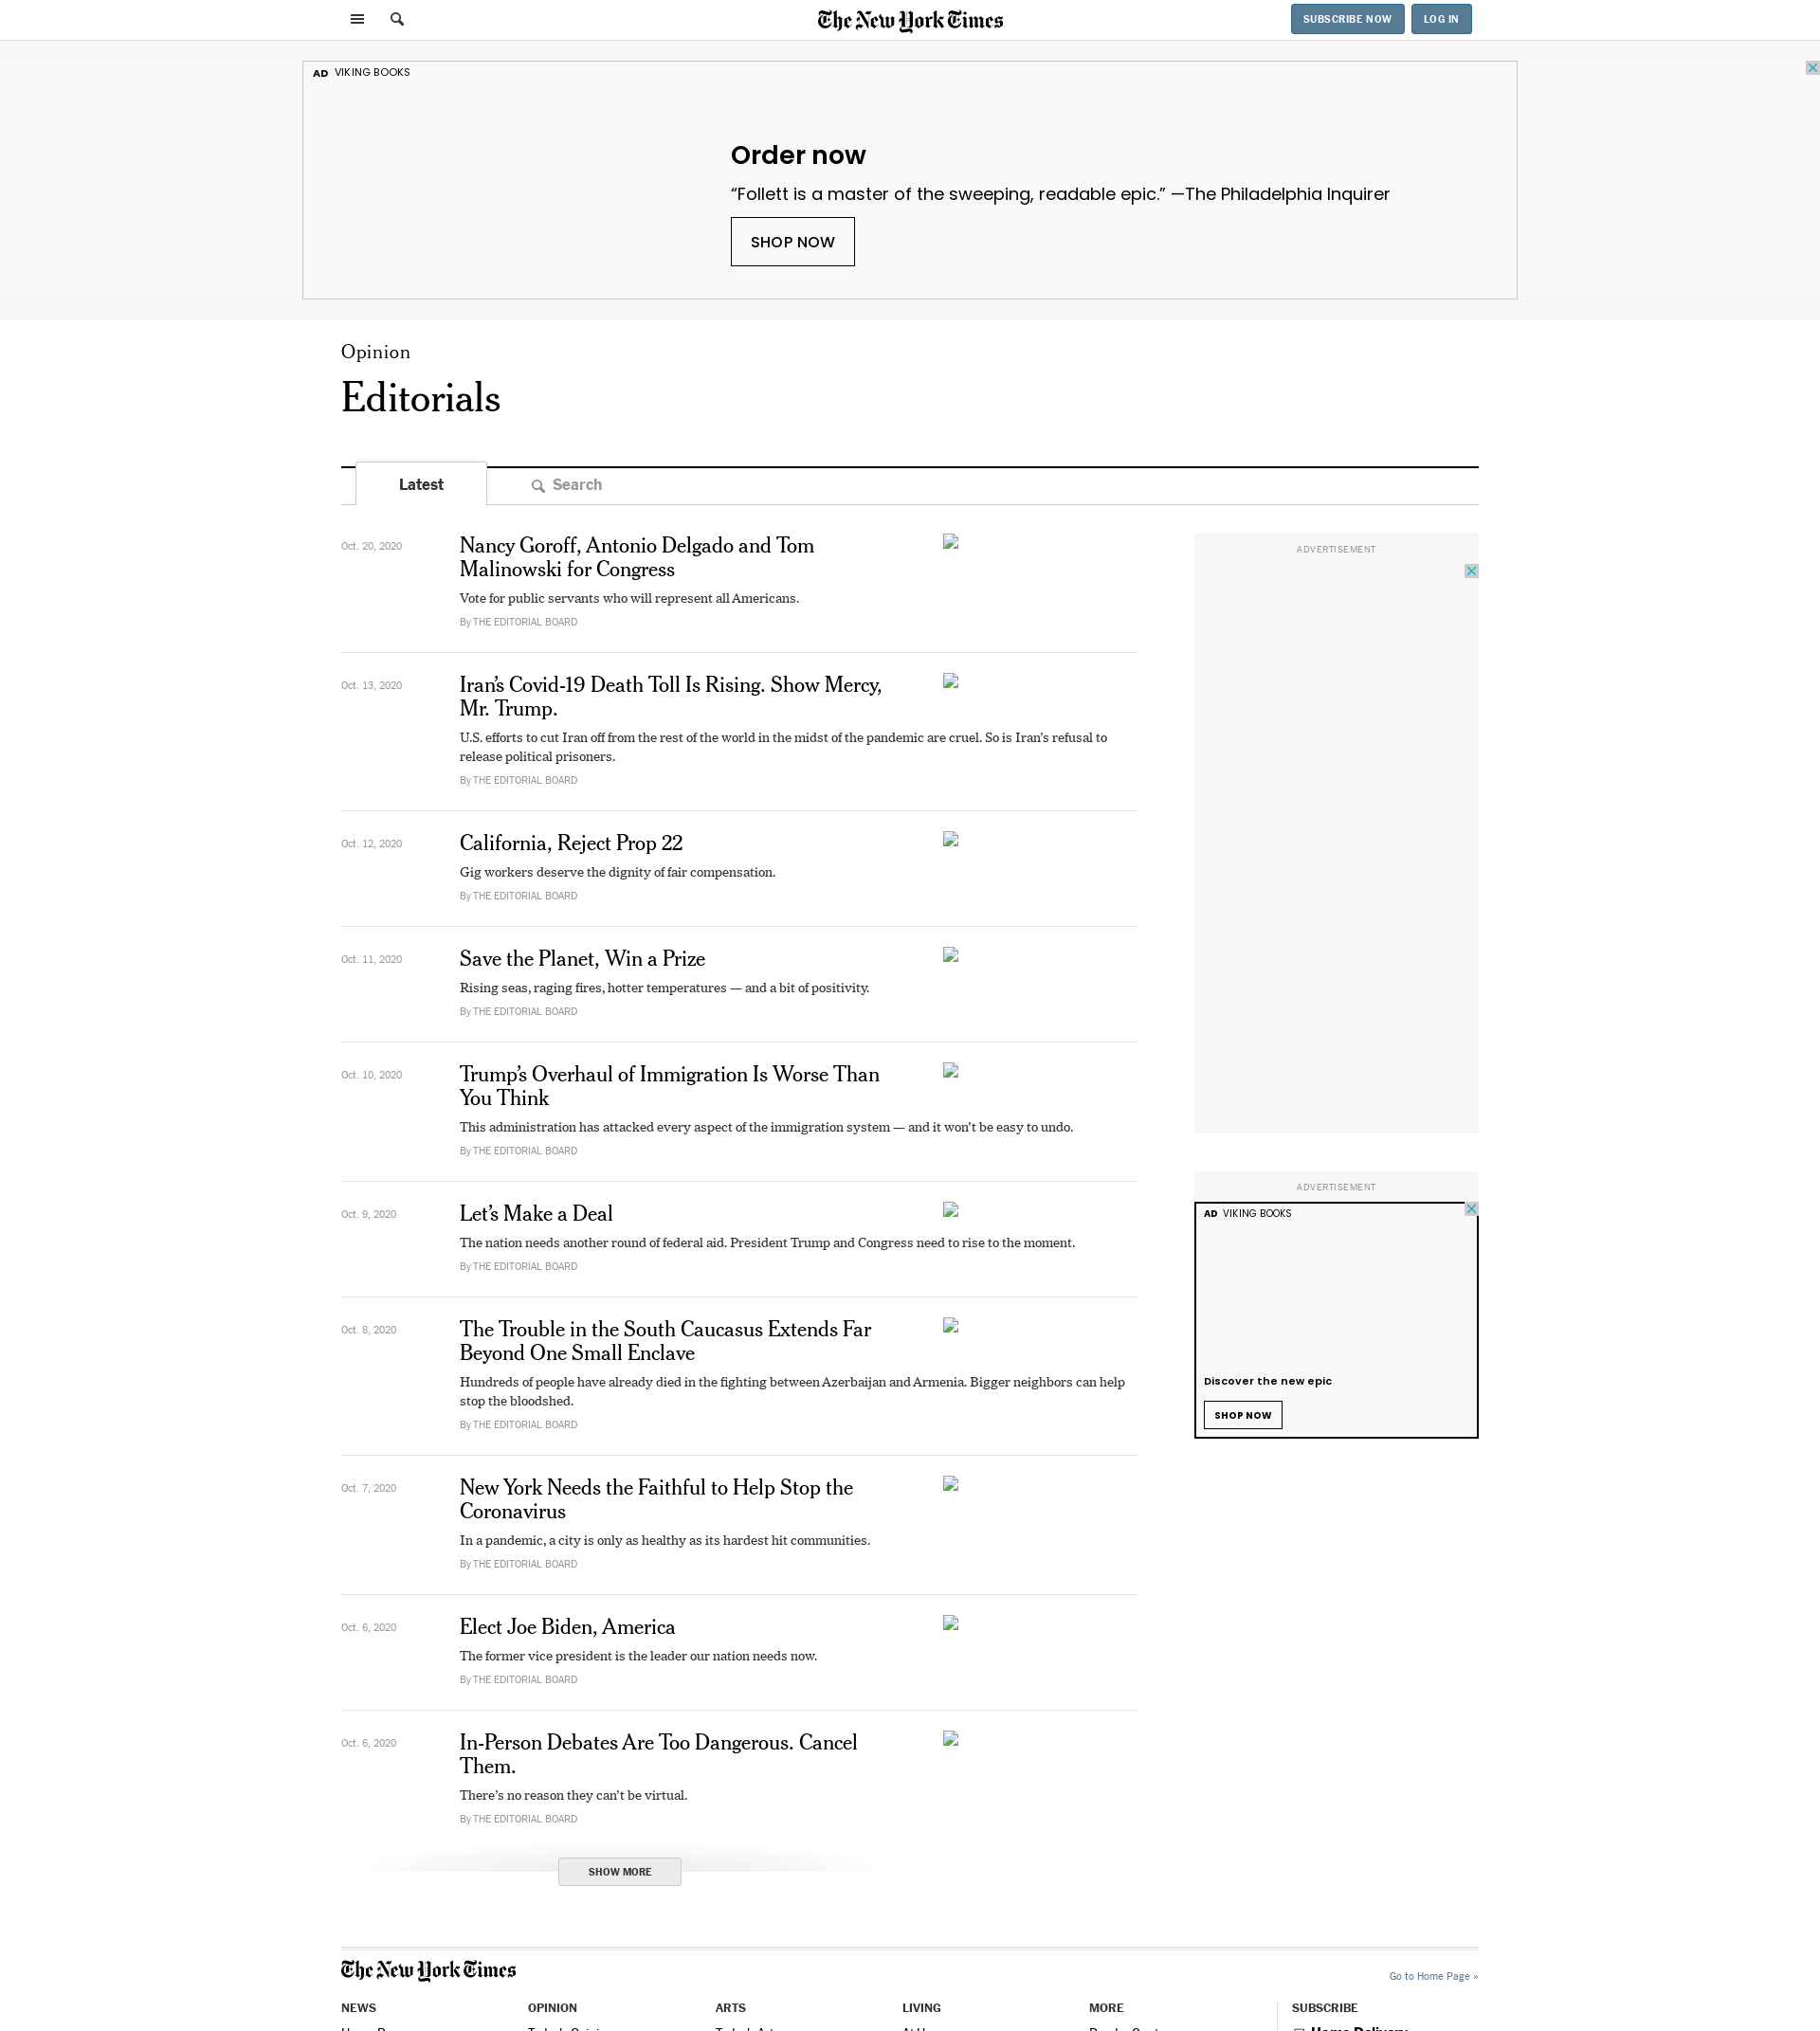 The New York Times
SUBSCRIBE NOW
LOG IN
AD VIKING BOOKS
Order now
“Follett is a master of the sweeping, readable epic.” —The Philadelphia Inquirer
SHOP NOW
Opinion
Editorials
Latest
Search
Oct. 20, 2020
Nancy Goroff, Antonio Delgado and Tom
Malinowski for Congress
Vote for public servants who will represent all Americans.
By THE EDITORIAL BOARD
Oct. 13, 2020
Iran’s Covid-19 Death Toll Is Rising. Show Mercy,
Mr. Trump.
U.S. efforts to cut Iran off from the rest of the world in the midst of the pandemic are cruel. So is Iran’s refusal to
release political prisoners.
By THE EDITORIAL BOARD
Oct. 12, 2020
California, Reject Prop 22
Gig workers deserve the dignity of fair compensation.
By THE EDITORIAL BOARD
Oct. 11, 2020
Save the Planet, Win a Prize
Rising seas, raging fires, hotter temperatures — and a bit of positivity.
By THE EDITORIAL BOARD
Oct. 10, 2020
Trump’s Overhaul of Immigration Is Worse Than
You Think
This administration has attacked every aspect of the immigration system — and it won’t be easy to undo.
By THE EDITORIAL BOARD
Oct. 9, 2020
Let’s Make a Deal
The nation needs another round of federal aid. President Trump and Congress need to rise to the moment.
By THE EDITORIAL BOARD
Oct. 8, 2020
The Trouble in the South Caucasus Extends Far
Beyond One Small Enclave
Hundreds of people have already died in the fighting between Azerbaijan and Armenia. Bigger neighbors can help
stop the bloodshed.
By THE EDITORIAL BOARD
Oct. 7, 2020
New York Needs the Faithful to Help Stop the
Coronavirus
In a pandemic, a city is only as healthy as its hardest hit communities.
By THE EDITORIAL BOARD
Oct. 6, 2020
Elect Joe Biden, America
The former vice president is the leader our nation needs now.
By THE EDITORIAL BOARD
Oct. 6, 2020
In-Person Debates Are Too Dangerous. Cancel
Them.
There’s no reason they can’t be virtual.
By THE EDITORIAL BOARD
SHOW MORE
ADVERTISEMENT
ADVERTISEMENT
AD VIKING BOOKS
Discover the new epic
SHOP NOW
The New York Times
Go to Home Page »
NEWS
OPINION
ARTS
LIVING
MORE
SUBSCRIBE
Home Delivery